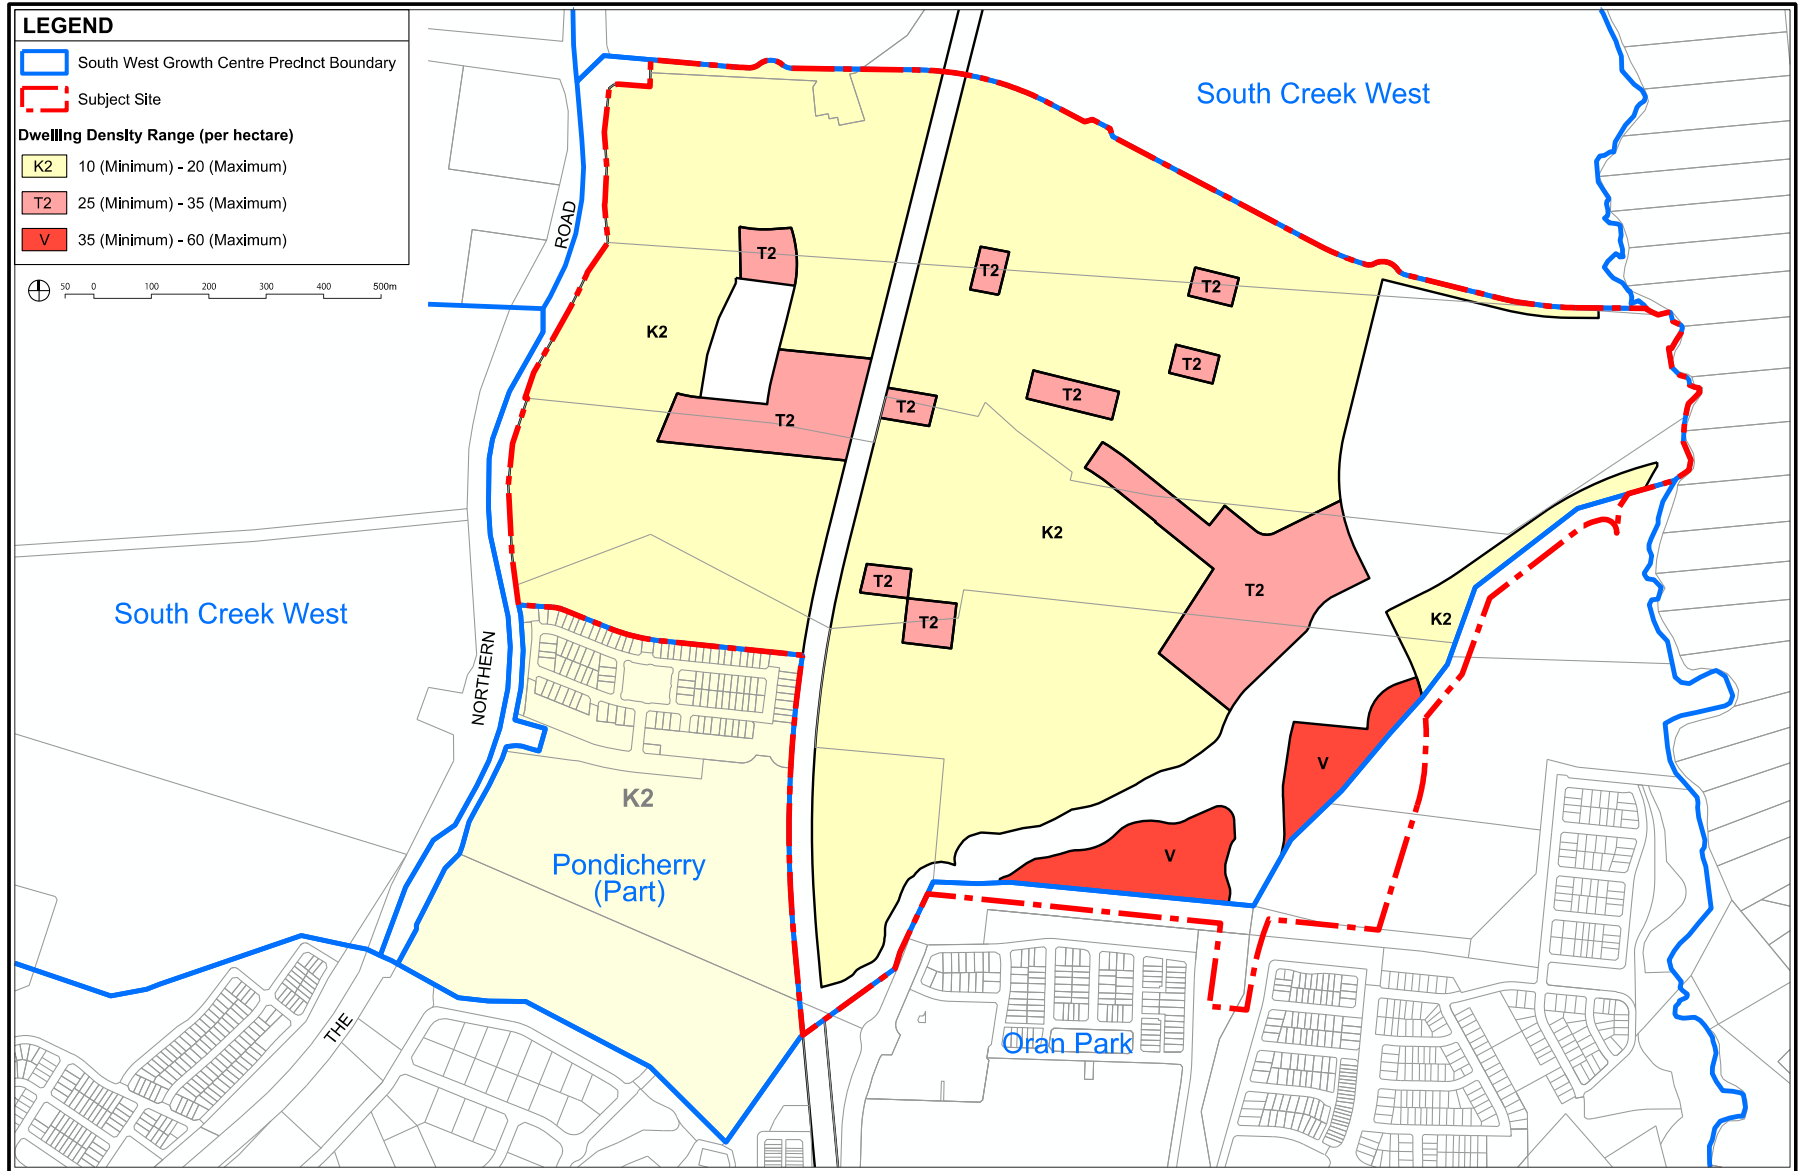 LEGEND
South West Growth Centre Precinct Boundary
Subject Site
Dwelling Density Range (per hectare)
K2 10 (Minimum) - 20 (Maximum)
T2 25 (Minimum) - 35 (Maximum)
V 35 (Minimum) - 60 (Maximum)
50 0 100 200 300 400 500m
South Creek West
ROAD
T2
T2
T2
K2
T2
T2
T2
T2
K2
T2
T2
T2
South Creek West
K2
T2
NORTHERN
V
K2
Pondicherry
(Part)
V
THE
Oran Park